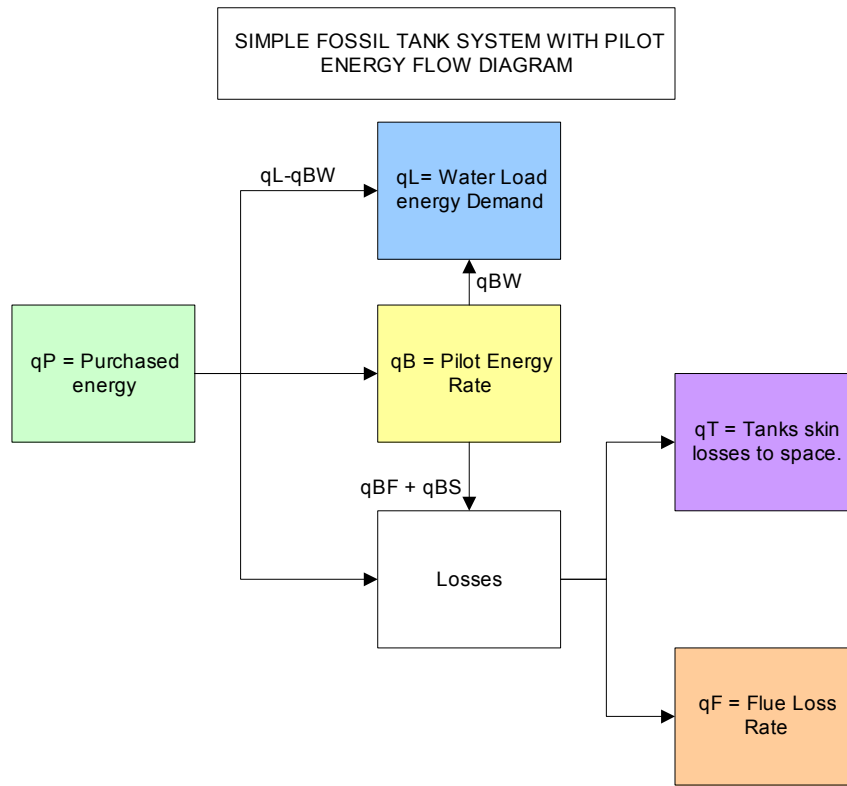 SIMPLE FOSSIL TANK SYSTEM WITH PILOT
ENERGY FLOW DIAGRAM
qL-qBW
qL= Water Load
energy Demand
qBW
qP = Purchased
energy
qB = Pilot Energy
Rate
qT = Tanks skin
losses to space.
qBF + qBS
Losses
qF = Flue Loss
Rate